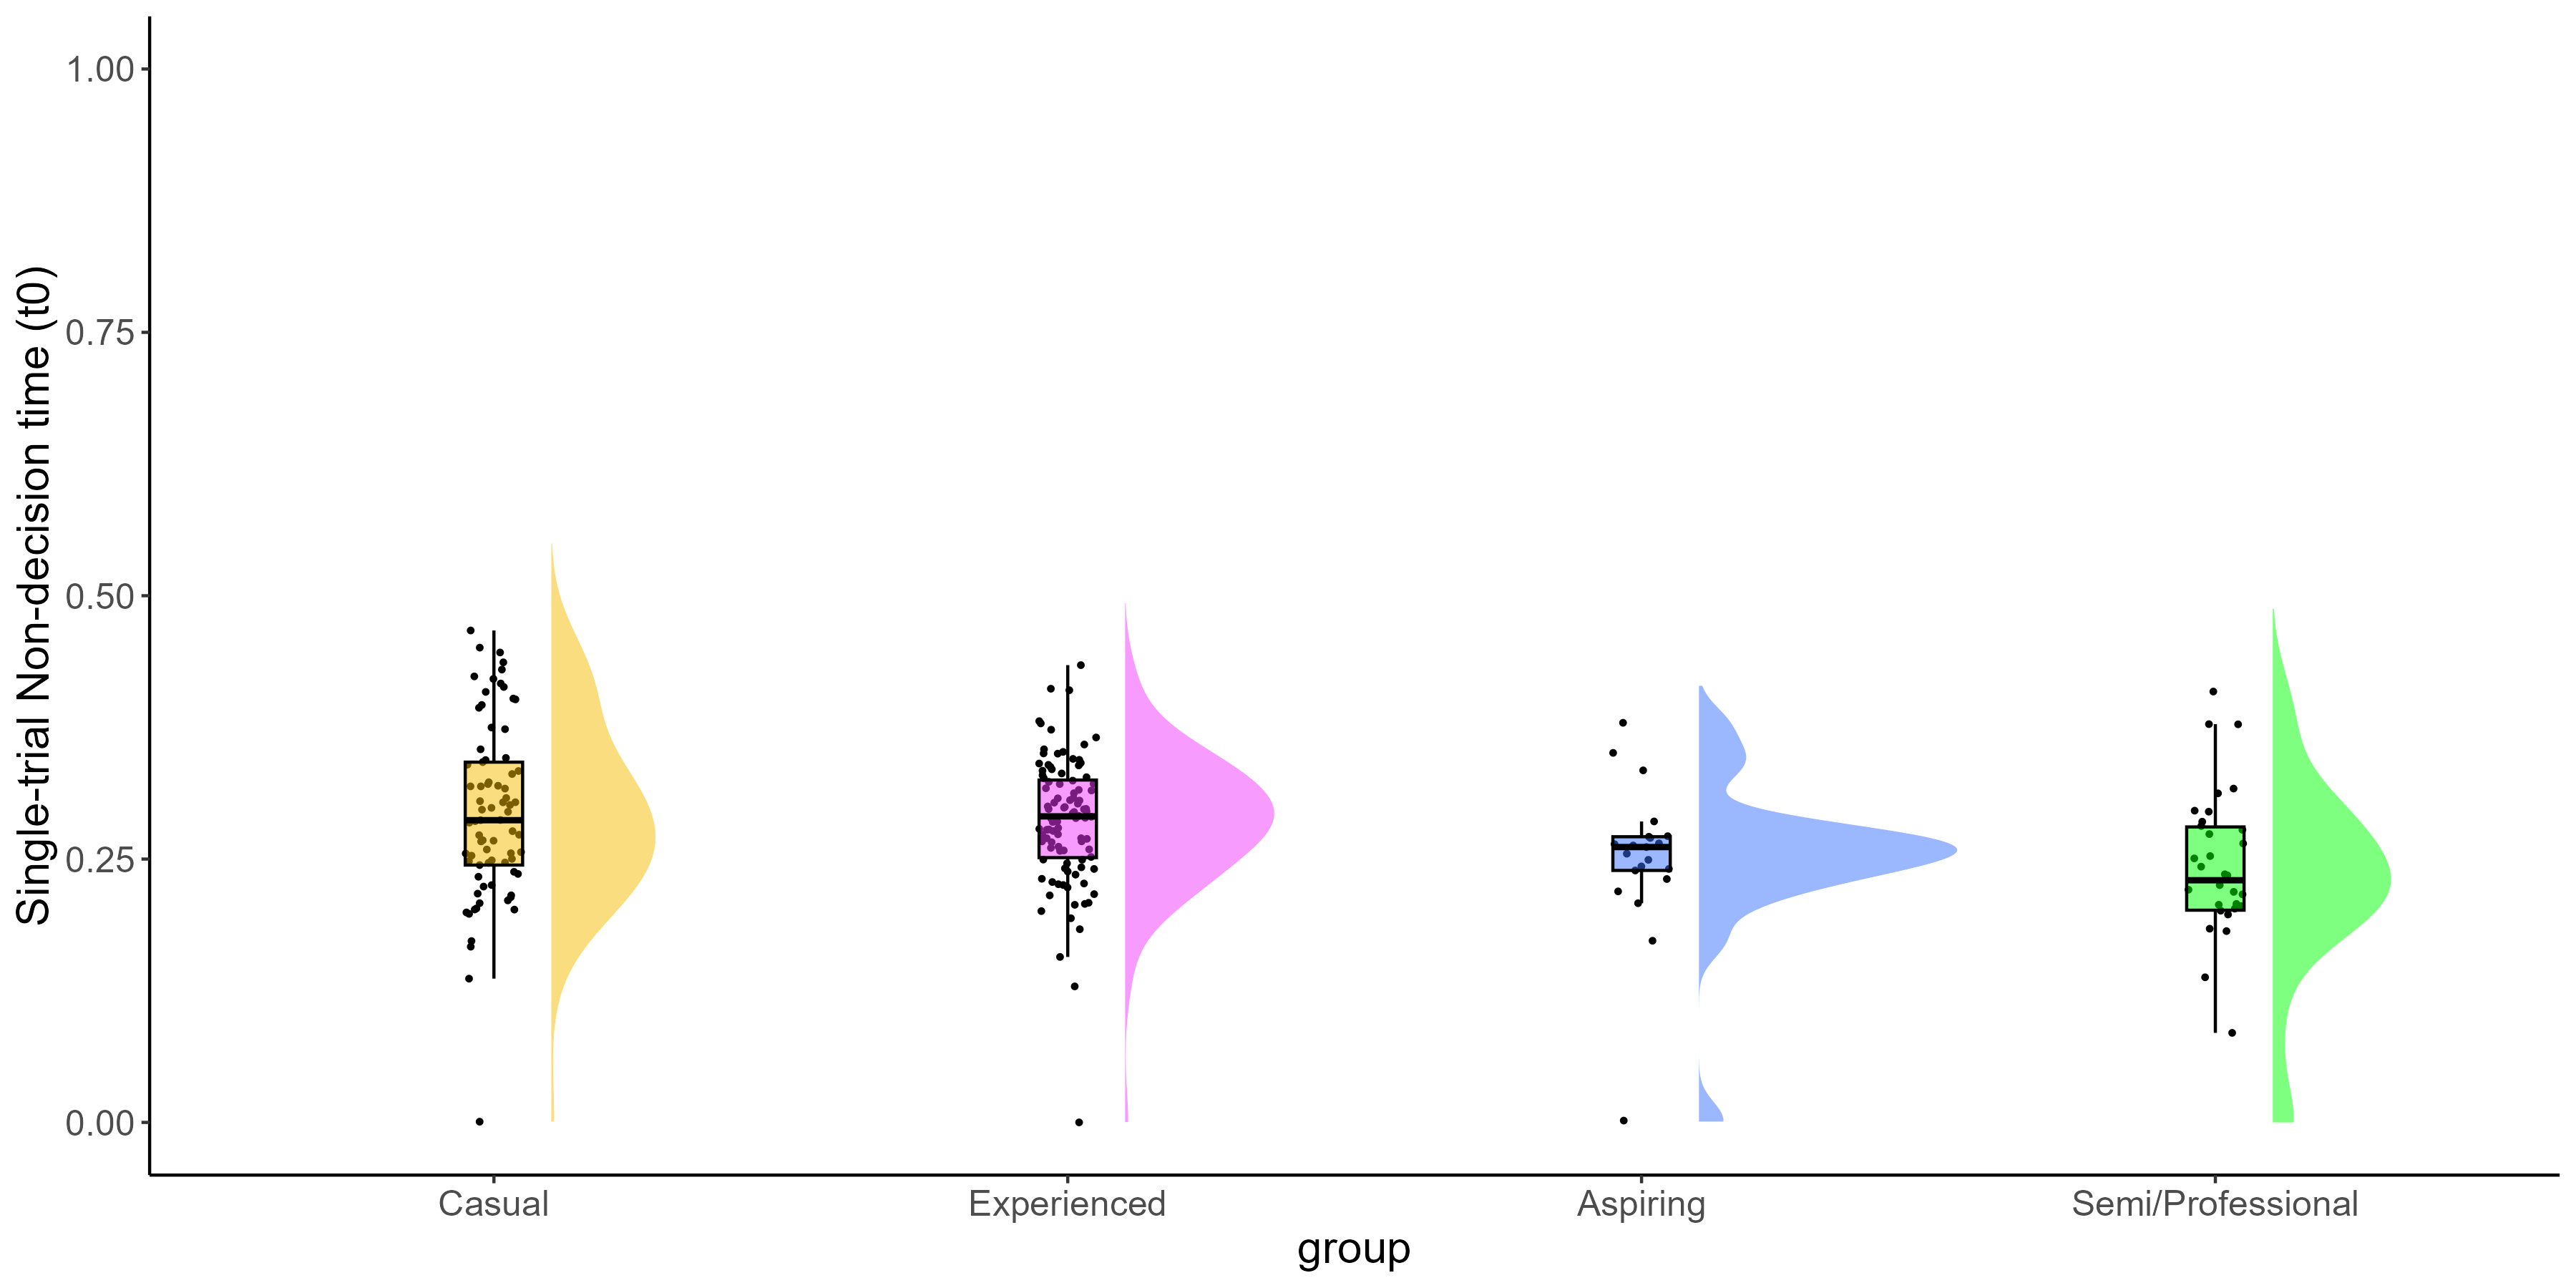 Single-trial Non-decision time (t0)
1.00
0.75
0.50
0.25
0.00
Casual
Experienced
Aspiring
Semi/Professional
group